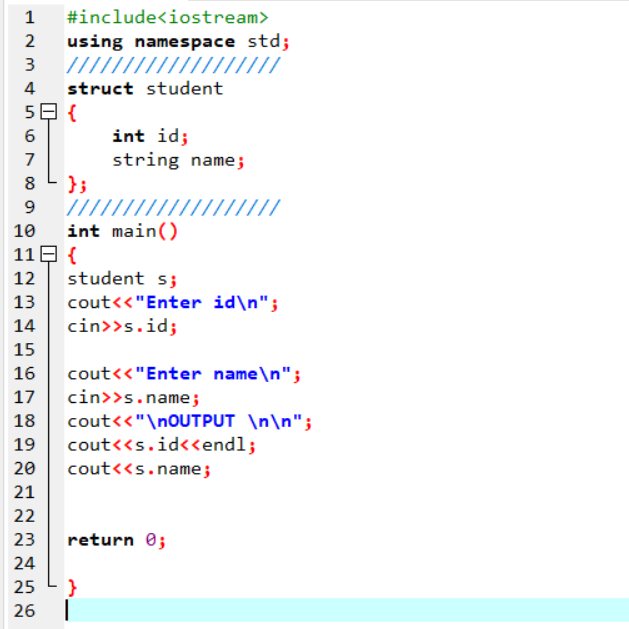 1 #include<iostream>
2 using namespace std;
3 ///////////////////
4 struct student
5 {
6 int id;
7 string name;
8 };
9 ///////////////////
10 int main()
11 {
12 student s;
13 cout<<"Enter id\n";
14 cin>>s.id;
15
16 cout<<"Enter name\n";
17 cin>>s.name;
18 cout<<"\nOUTPUT \n\n";
19 cout<<s.id<<endl;
20 cout<<s.name;
21
22
23 return 0;
24
25 }
26